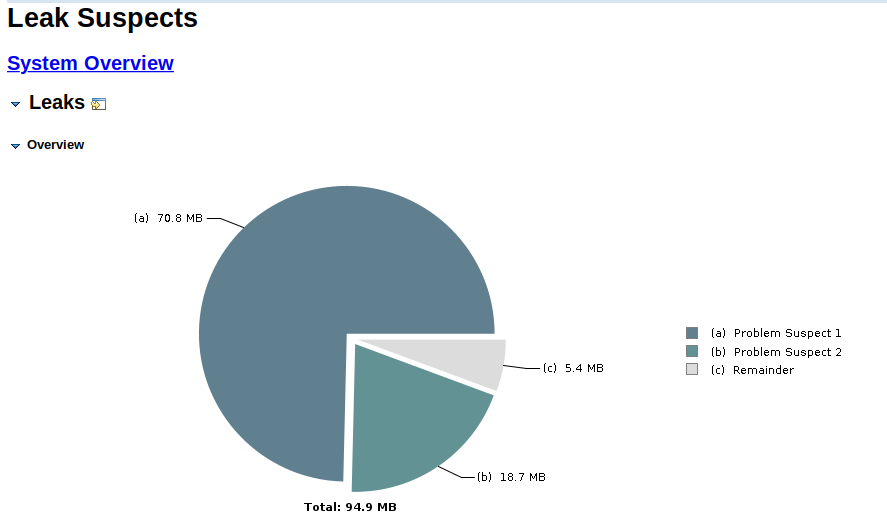 Leak Suspects
System Overview
Leaks
Overview
(a) 70.8 MB
(c) 5.4 MB
(b) 18.7 MB
Total: 94.9 MB
(a) Problem Suspect 1
(b) Problem Suspect 2
(c) Remainder